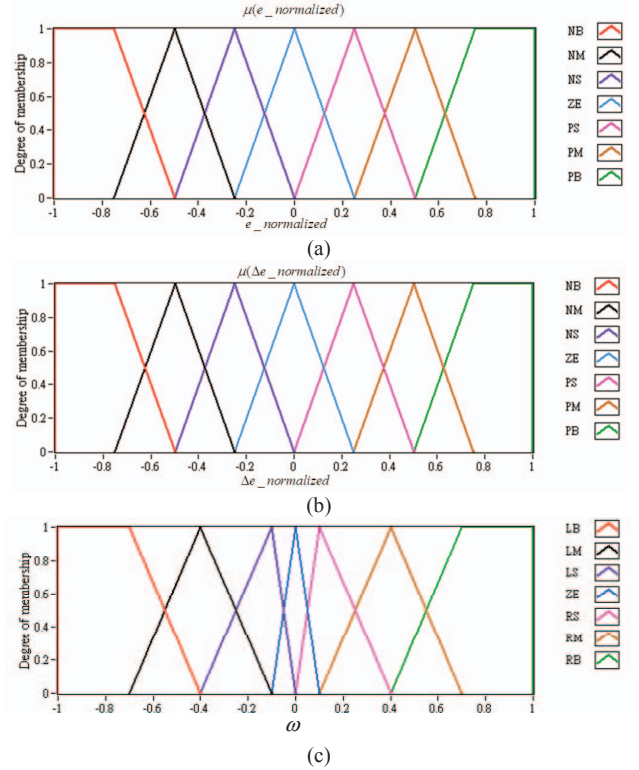 μ(e_normalized)
Degree of membership
1
0.8
0.6
0.4
0.2
0
-1 -0.8 -0.6 -0.4 -0.2 0 0.2 0.4 0.6 0.8 1
e_normalized
NB
NM
NS
ZE
PS
PM
PB
(a)
μ(Δe_normalized)
Degree of membership
1
0.8
0.6
0.4
0.2
0
-1 -0.8 -0.6 -0.4 -0.2 0 0.2 0.4 0.6 0.8 1
Δe_normalized
NB
NM
NS
ZE
PS
PM
PB
(b)
Degree of membership
1
0.8
0.6
0.4
0.2
0
-1 -0.8 -0.6 -0.4 -0.2 0 0.2 0.4 0.6 0.8 1
ω
LB
LM
LS
ZE
RS
RM
RB
(c)